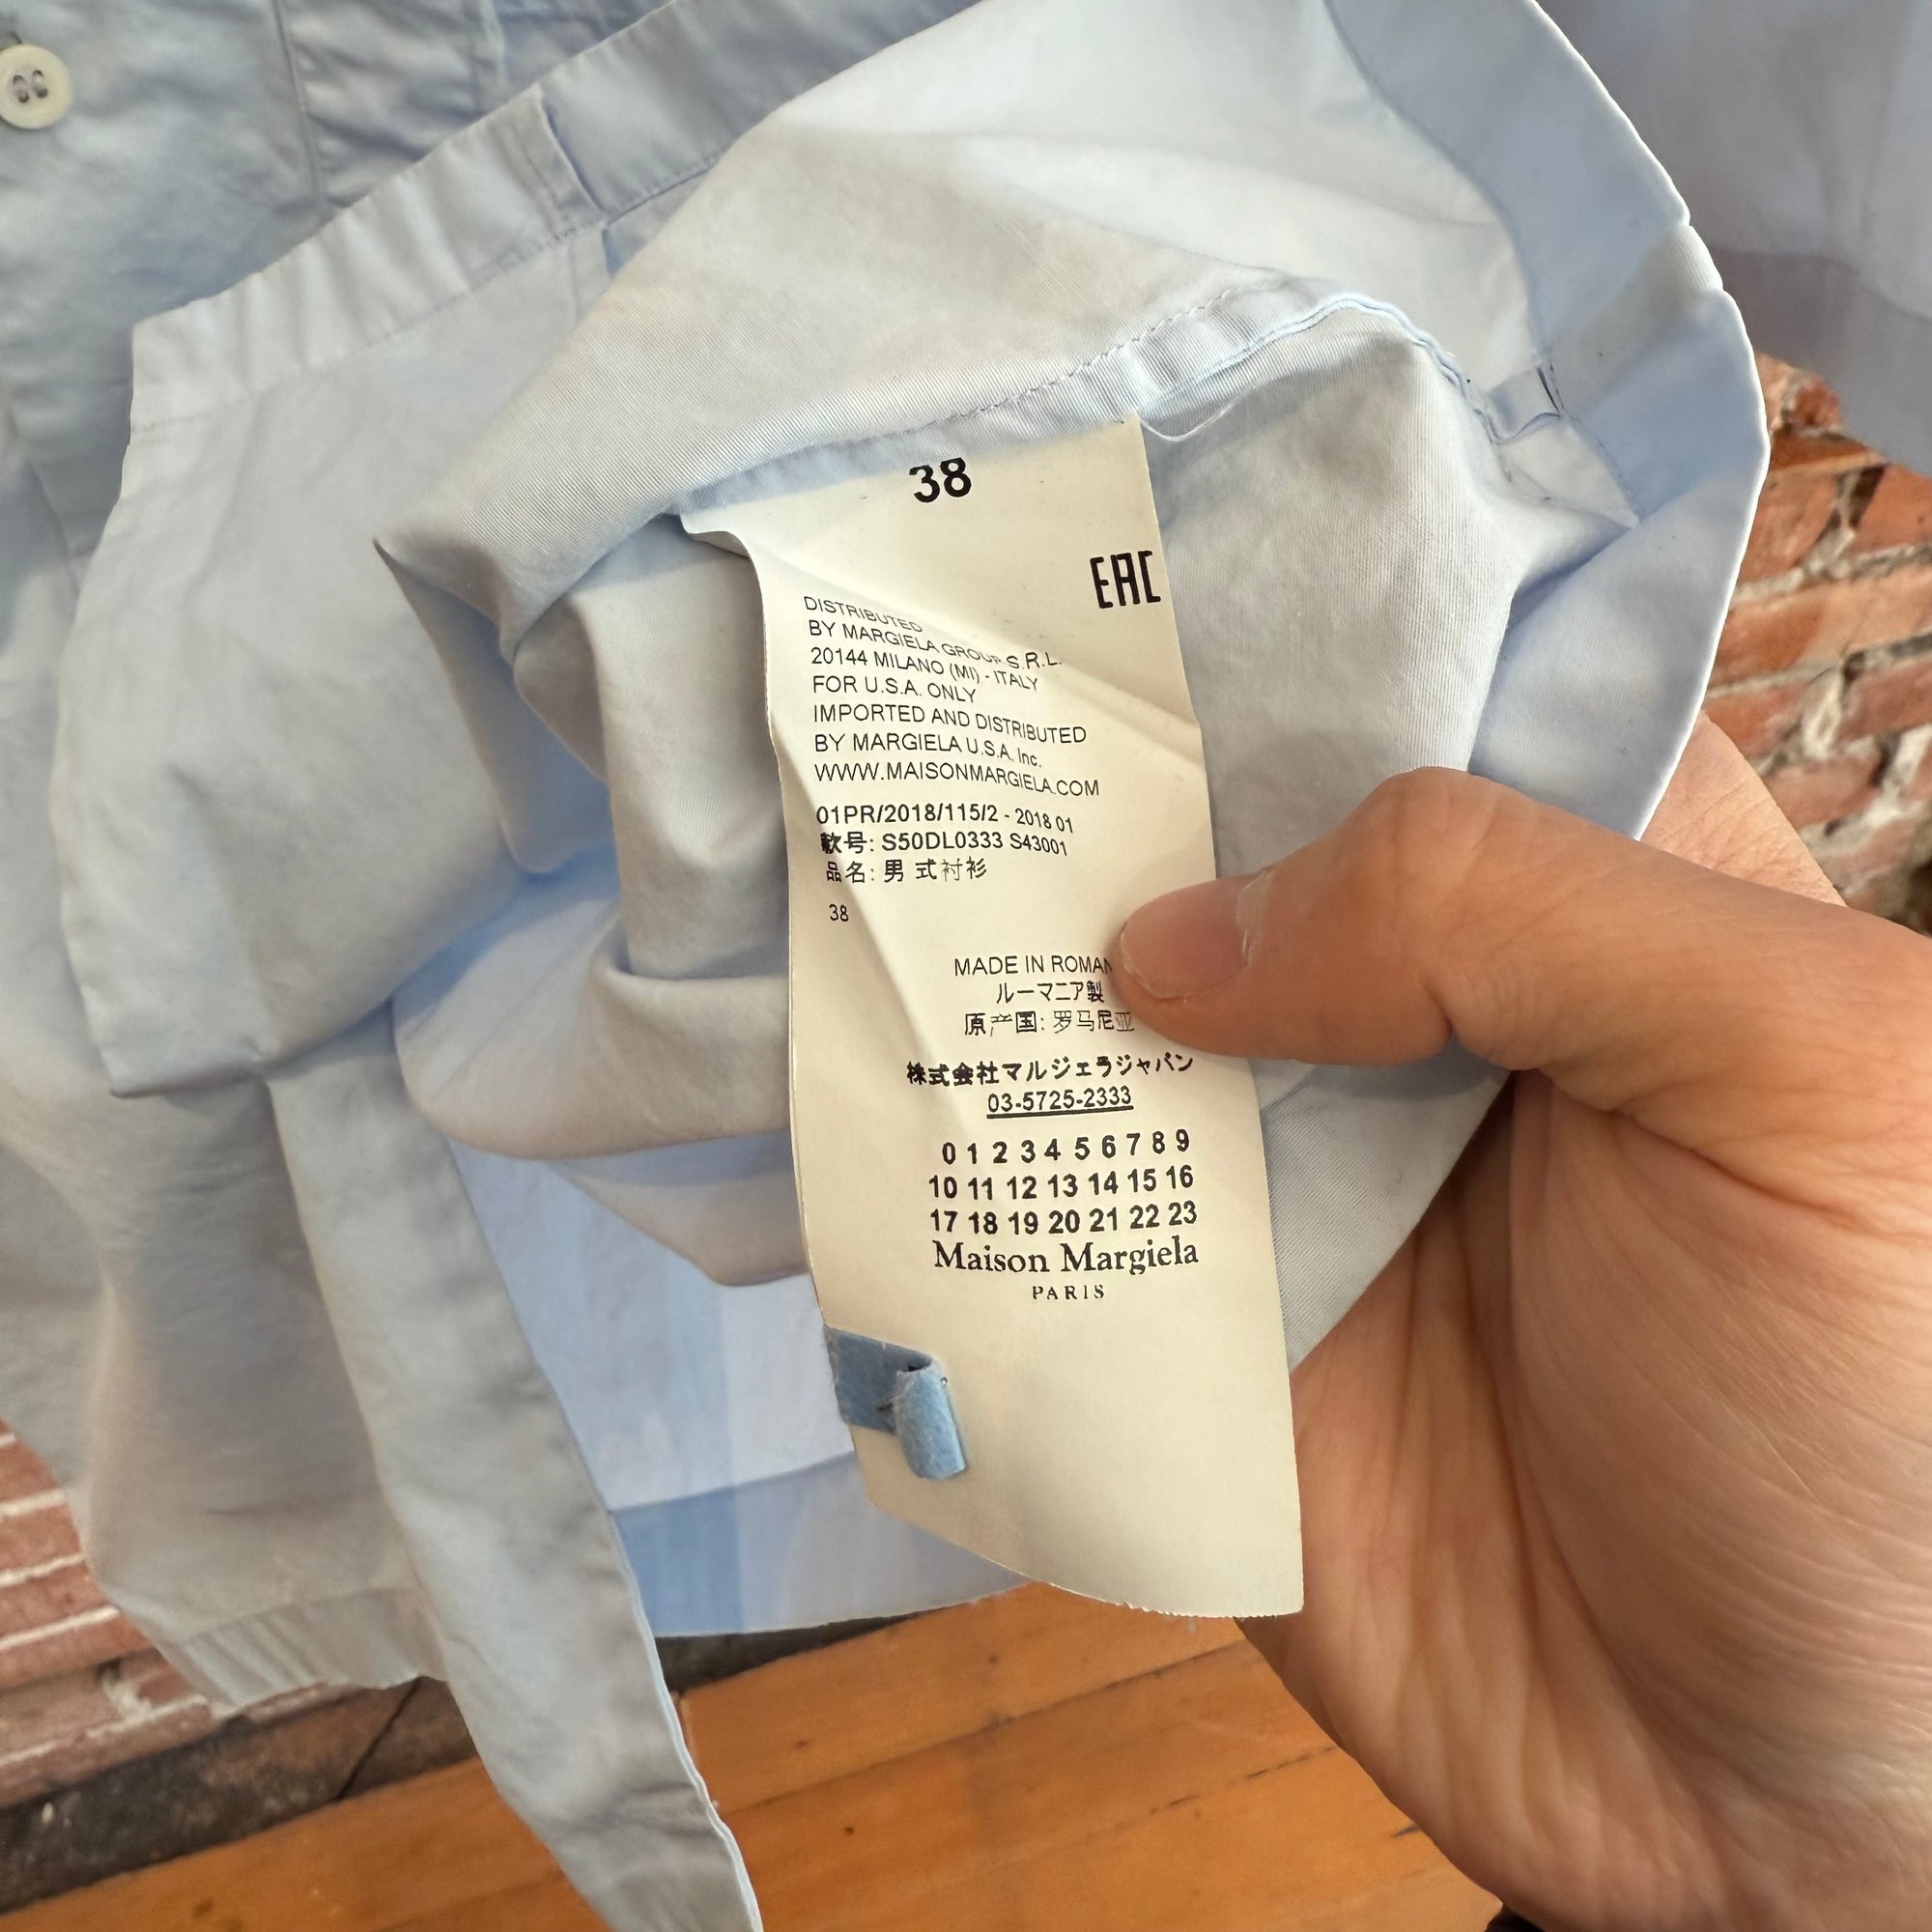 38
EAC
DISTRIBUTED
BY MARGIELA GROUP S.R.L.
20144 MILANO (MI) - ITALY
FOR U.S.A. ONLY
IMPORTED AND DISTRIBUTED
BY MARGIELA U.S.A. Inc.
WWW.MAISONMARGIELA.COM
01PR/2018/115/2 - 2018 01
款号: S50DL0333 S43001
品名: 男 式衬衫
38
MADE IN ROMAN
ルーマニア製
原产国: 罗马尼亚
株式会社マルジェラジャパン
03-5725-2333
0 1 2 3 4 5 6 7 8 9
10 11 12 13 14 15 16
17 18 19 20 21 22 23
Maison Margiela
PARIS